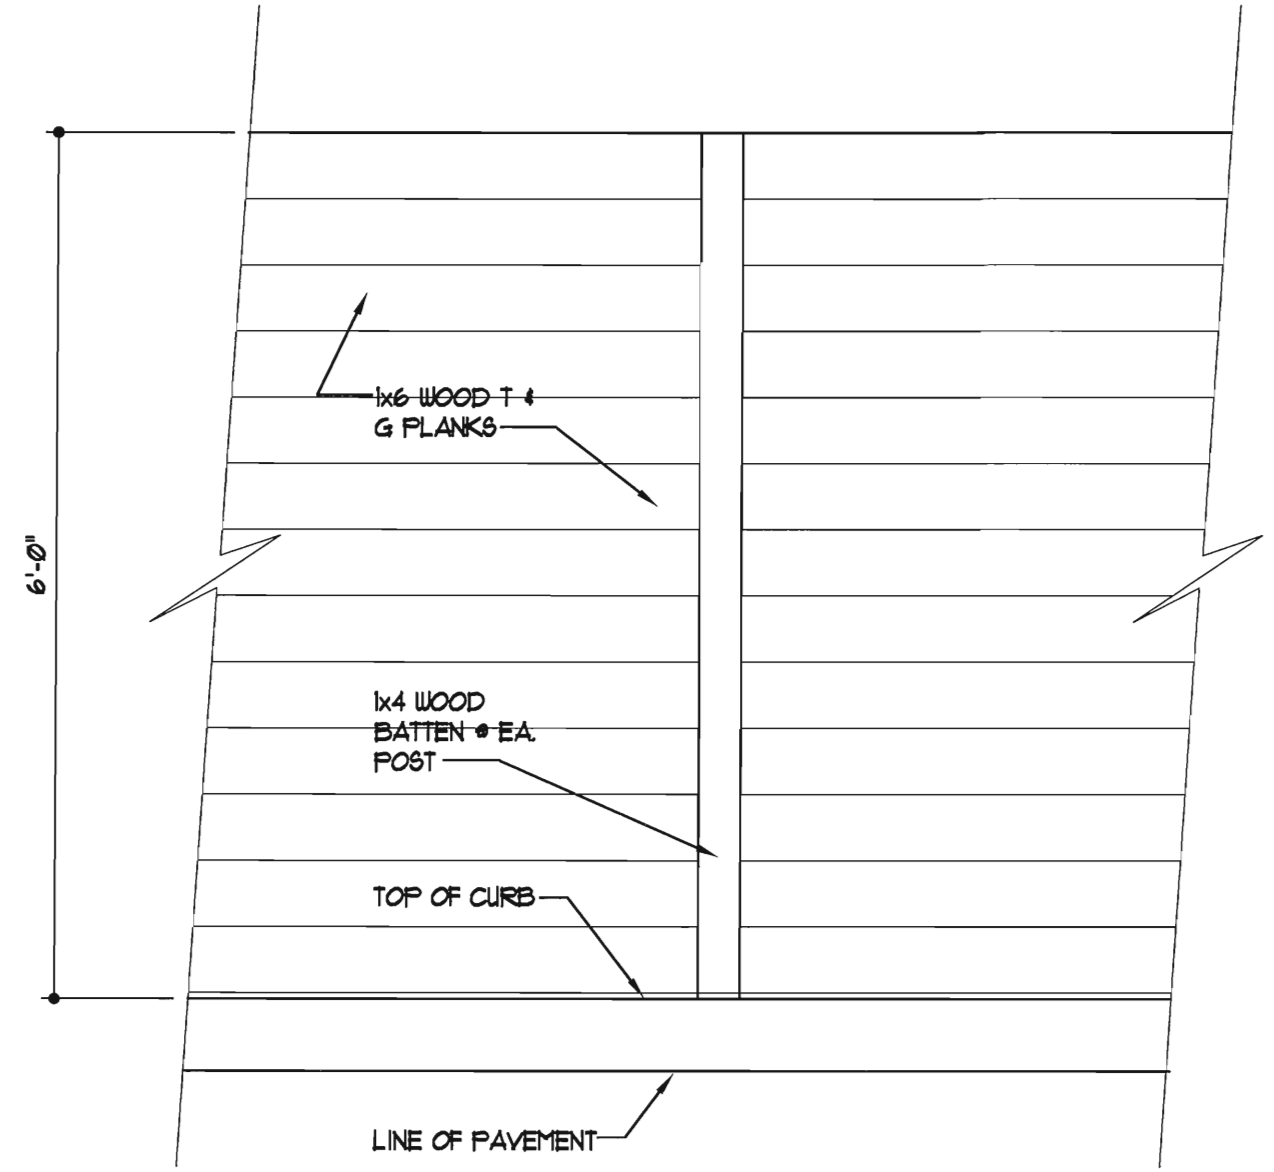 1x6 WOOD T &
G PLANKS
6'-0"
1x4 WOOD
BATTEN @ EA.
POST
TOP OF CURB
LINE OF PAVEMENT